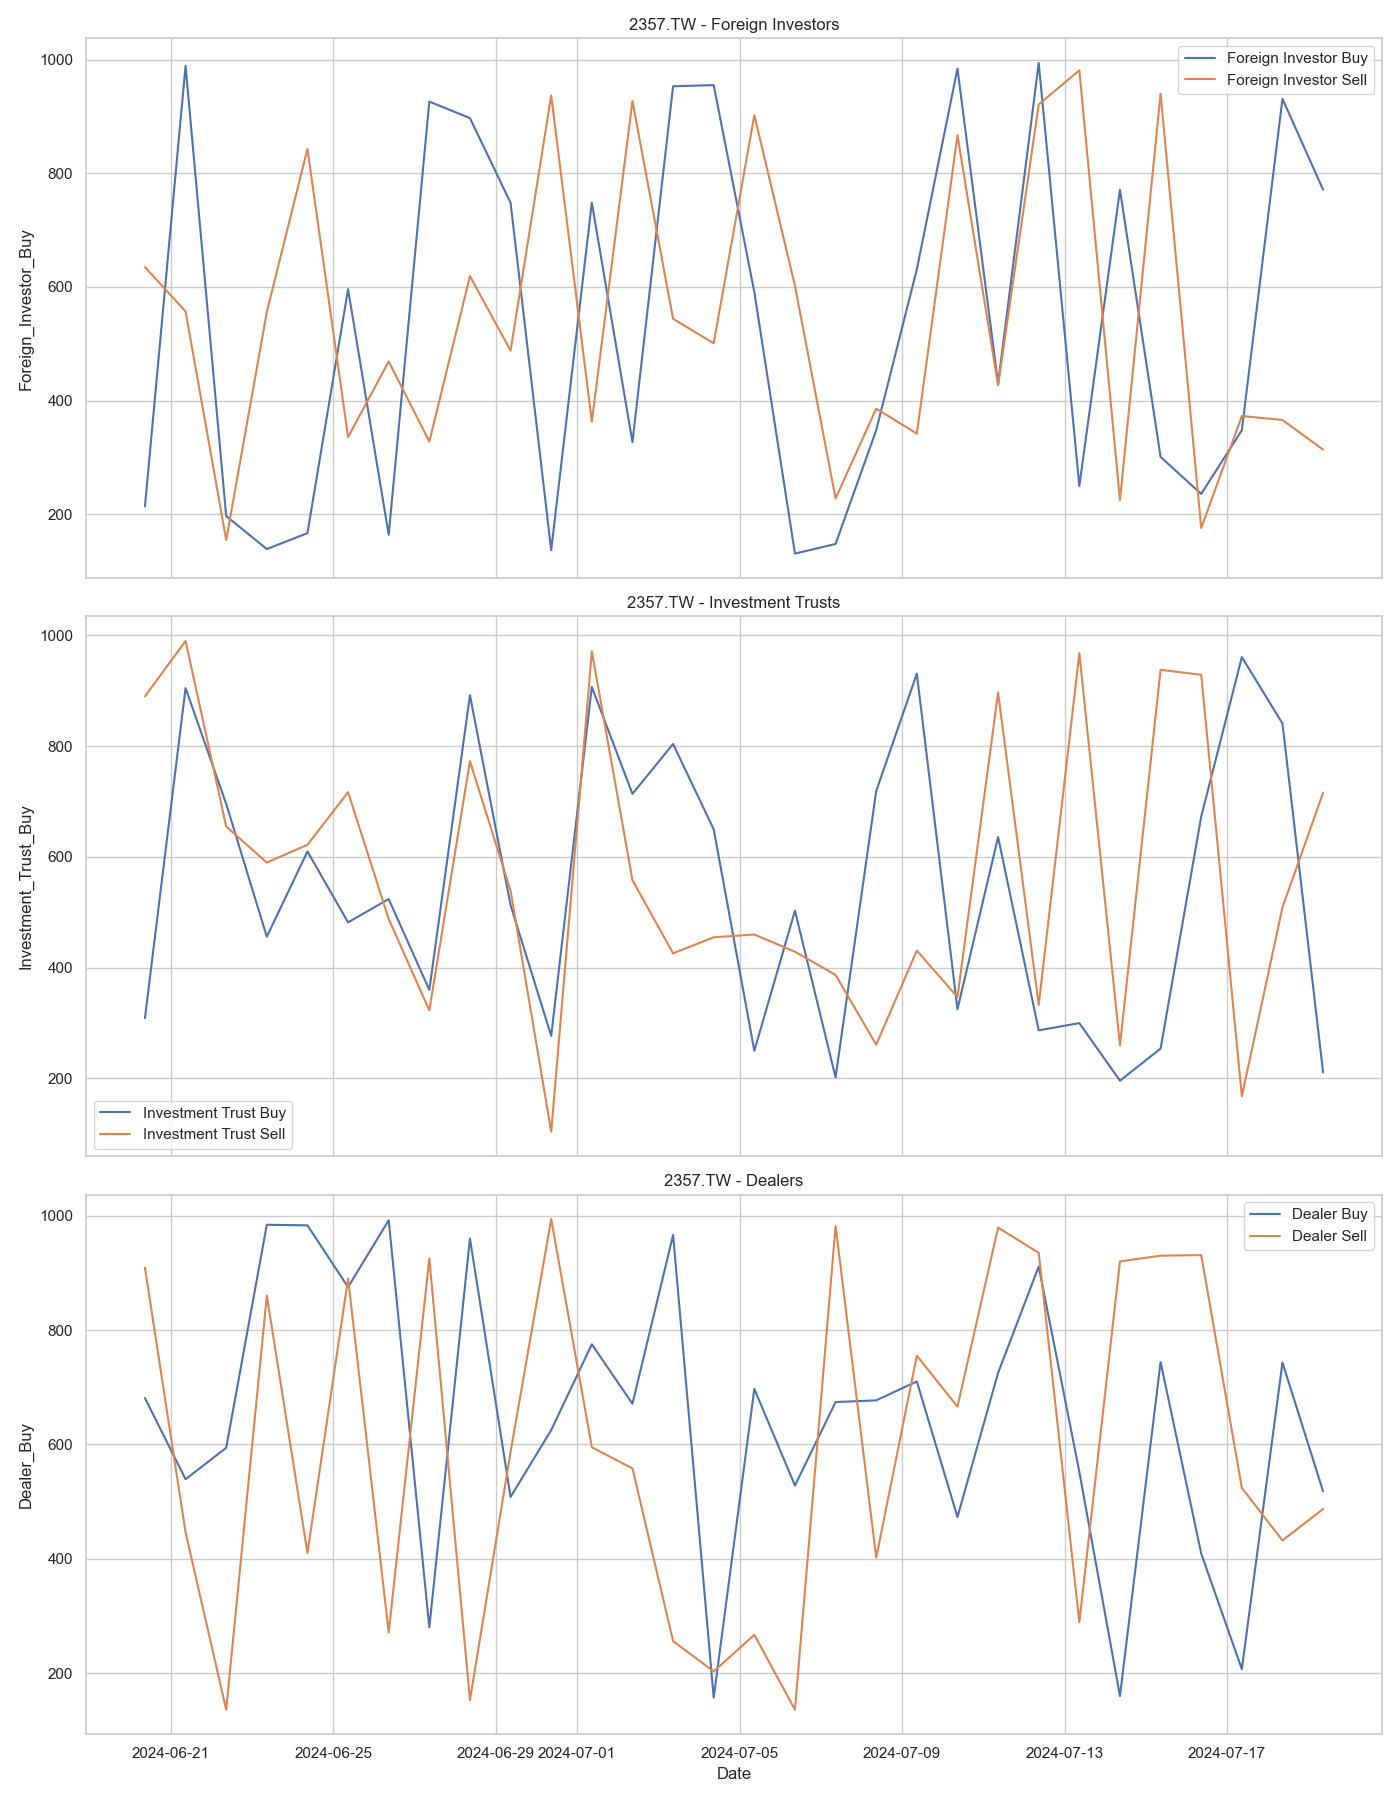 2357.TW - Foreign Investors
Foreign_Investor_Buy
1000
800
600
400
200
Foreign Investor Buy
Foreign Investor Sell
2357.TW - Investment Trusts
Investment_Trust_Buy
1000
800
600
400
200
Investment Trust Buy
Investment Trust Sell
2357.TW - Dealers
Dealer_Buy
1000
800
600
400
200
Dealer Buy
Dealer Sell
2024-06-21 2024-06-25 2024-06-29 2024-07-01 2024-07-05 2024-07-09 2024-07-13 2024-07-17
Date